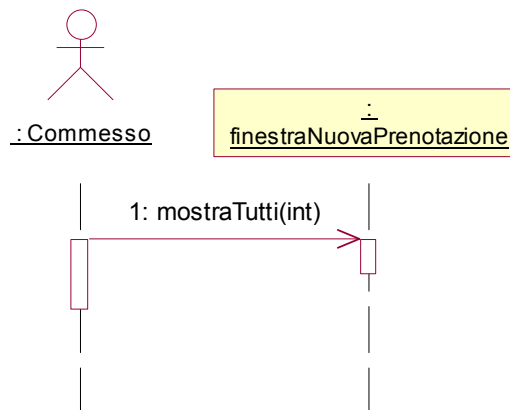 : Commesso
:
finestraNuovaPrenotazione
1: mostraTutti(int)